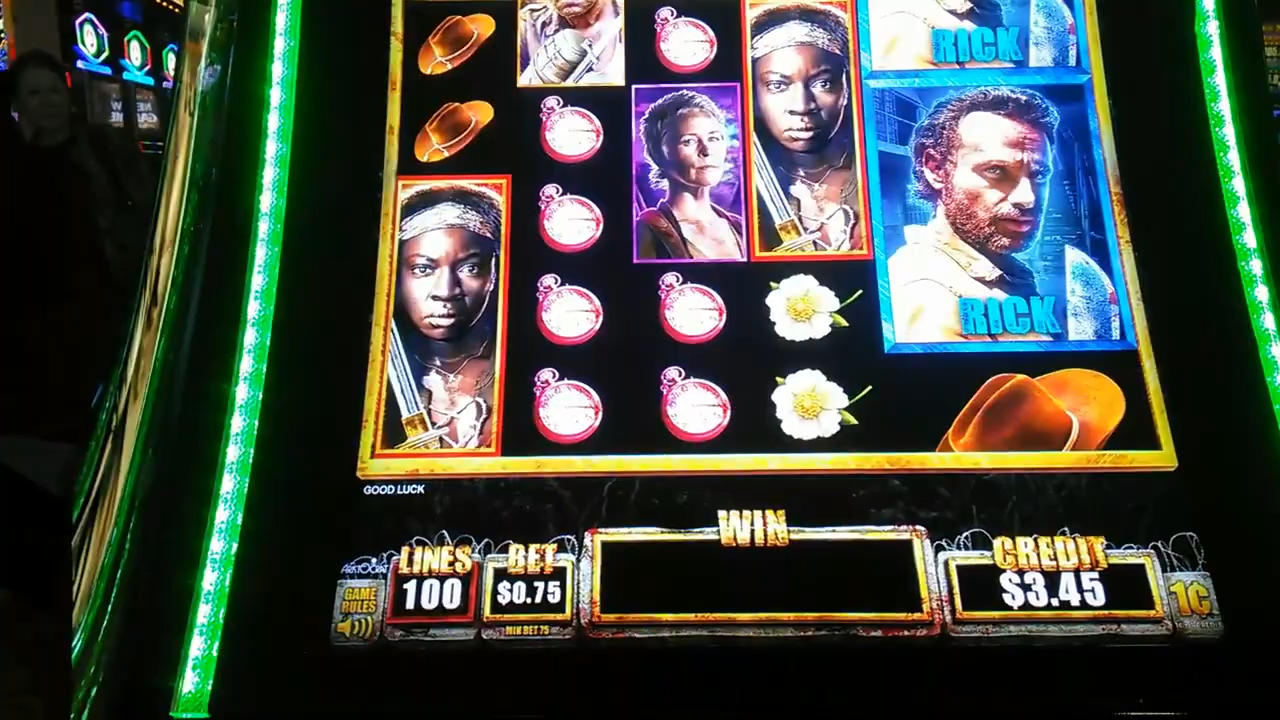 RICK
RICK
GOOD LUCK
WIN
ARISTOCRAT
LINES
BET
CREDIT
GAME
RULES
100
$0.75
$3.45
1¢
MIN BET 75